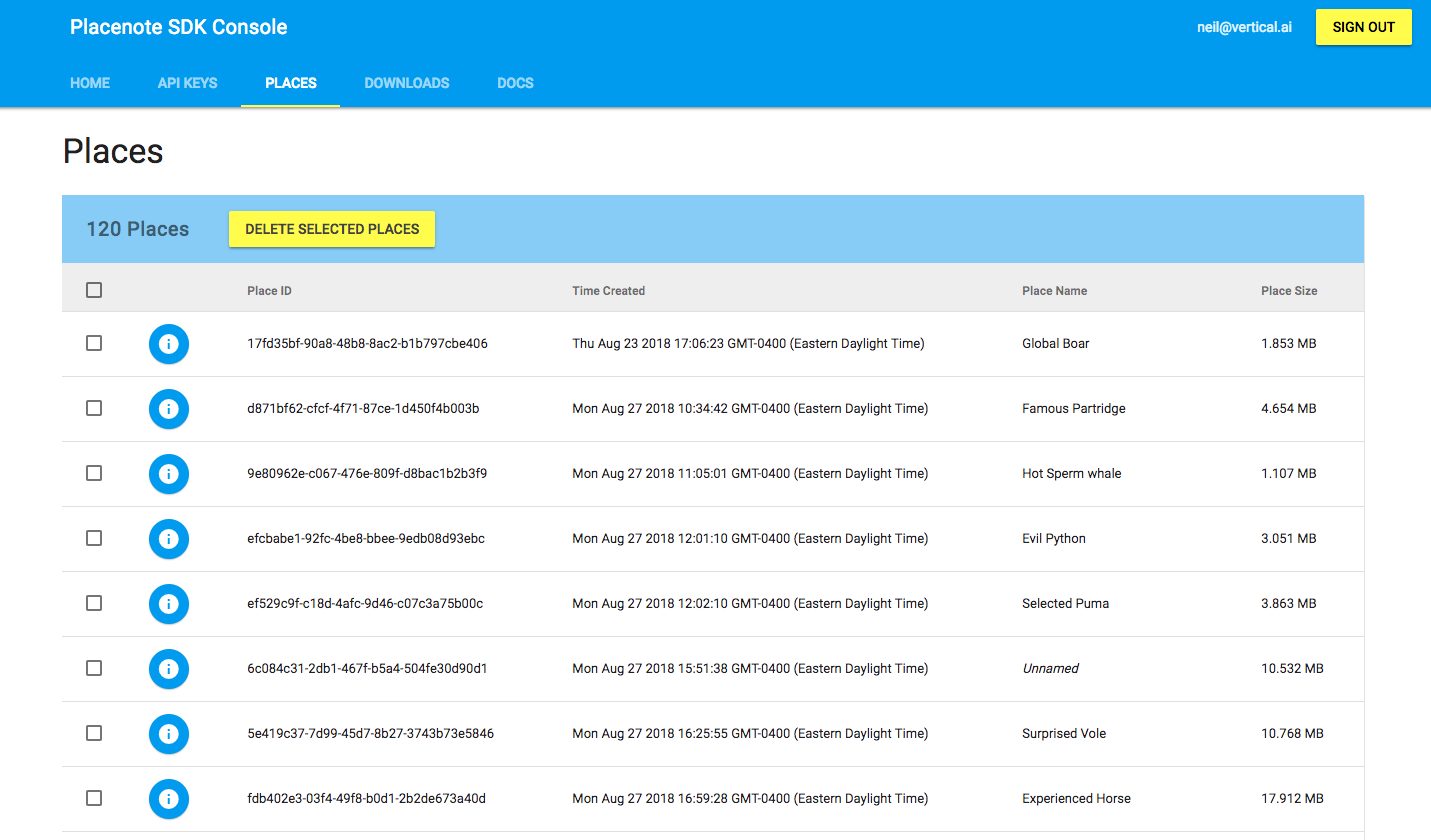 Placenote SDK Console neil@vertical.ai SIGN OUT
HOME API KEYS PLACES DOWNLOADS DOCS
Places
120 Places DELETE SELECTED PLACES
Place ID Time Created Place Name Place Size
17fd35bf-90a8-48b8-8ac2-b1b797cbe406 Thu Aug 23 2018 17:06:23 GMT-0400 (Eastern Daylight Time) Global Boar 1.853 MB
d871bf62-cfcf-4f71-87ce-1d450f4b003b Mon Aug 27 2018 10:34:42 GMT-0400 (Eastern Daylight Time) Famous Partridge 4.654 MB
9e80962e-c067-476e-809f-d8bac1b2b3f9 Mon Aug 27 2018 11:05:01 GMT-0400 (Eastern Daylight Time) Hot Sperm whale 1.107 MB
efcbabe1-92fc-4be8-bbee-9edb08d93ebc Mon Aug 27 2018 12:01:10 GMT-0400 (Eastern Daylight Time) Evil Python 3.051 MB
ef529c9f-c18d-4afc-9d46-c07c3a75b00c Mon Aug 27 2018 12:02:10 GMT-0400 (Eastern Daylight Time) Selected Puma 3.863 MB
6c084c31-2db1-467f-b5a4-504fe30d90d1 Mon Aug 27 2018 15:51:38 GMT-0400 (Eastern Daylight Time) Unnamed 10.532 MB
5e419c37-7d99-45d7-8b27-3743b73e5846 Mon Aug 27 2018 16:25:55 GMT-0400 (Eastern Daylight Time) Surprised Vole 10.768 MB
fdb402e3-03f4-49f8-b0d1-2b2de673a40d Mon Aug 27 2018 16:59:28 GMT-0400 (Eastern Daylight Time) Experienced Horse 17.912 MB